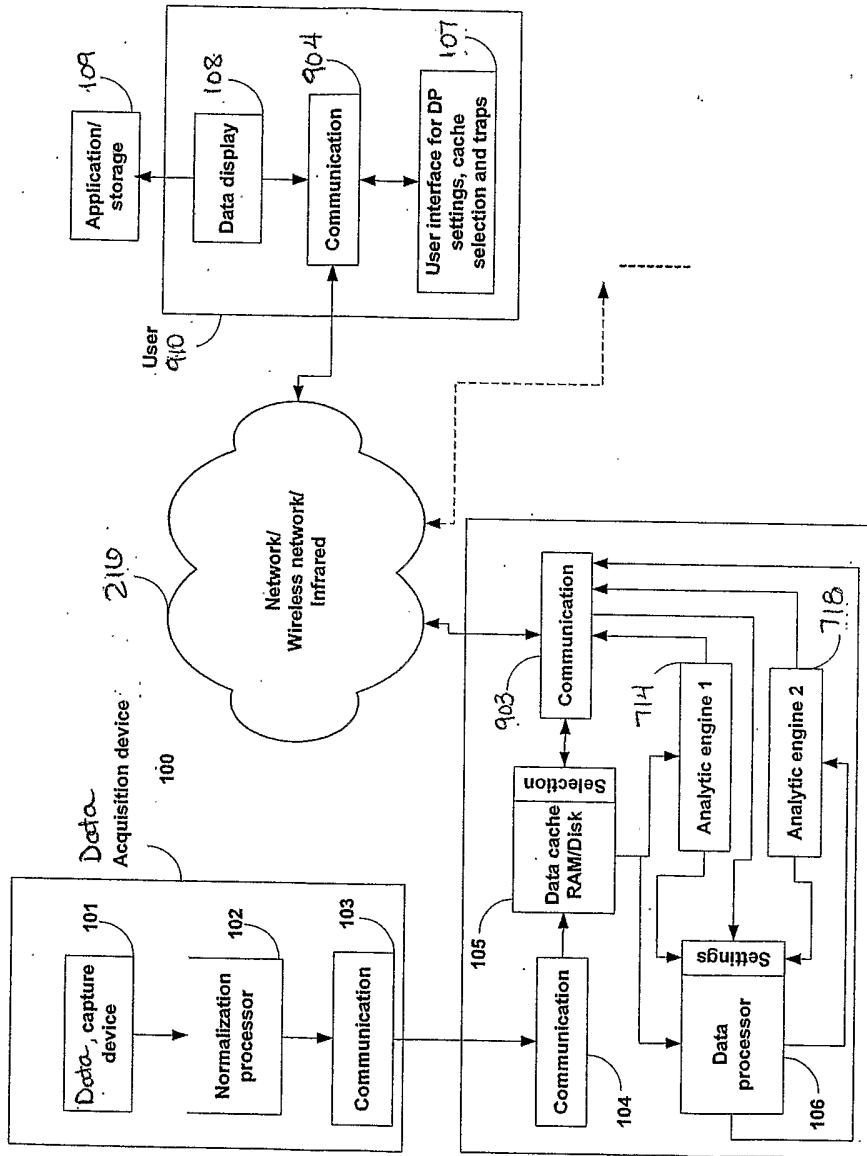 Data
Acquisition device
100
Data, capture
device
101
Normalization
processor
102
Communication
103
Communication
104
105
Data cache
RAM/Disk
Selection
Communication
903
Data
processor
Settings
106
Analytic engine 1
714
Analytic engine 2
718
216
Network/
Wireless network/
Infrared
User
910
Application/
storage
109
Data display
108
Communication
904
User interface for DP
settings, cache
selection and traps
107